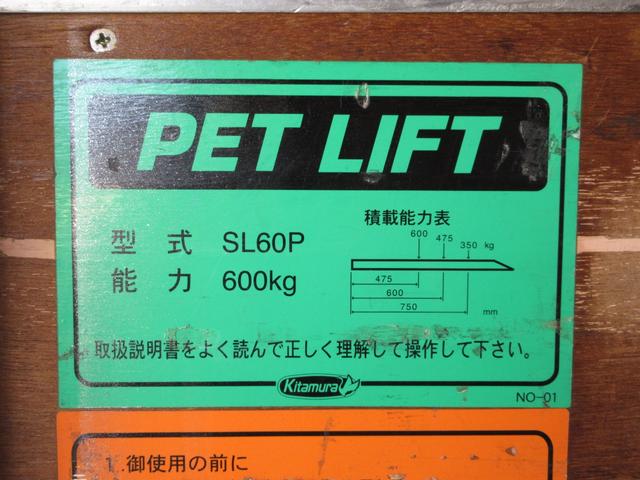 PET LIFT
型式 SL60P
能力 600kg
積載能力表
600 475 350 kg
475
600
750 mm
取扱説明書をよく読んで正しく理解して操作して下さい。
Kitamura
NO-01
1.御使用の前に